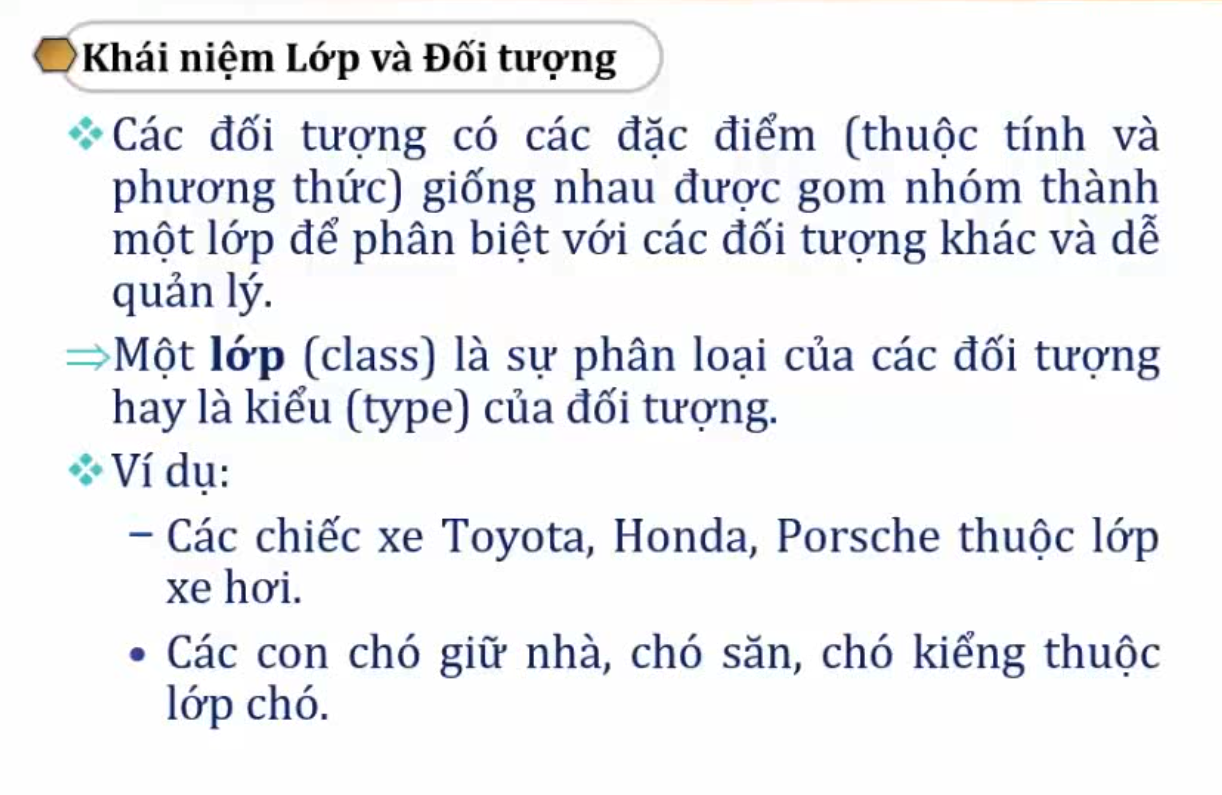 Khái niệm Lớp và Đối tượng
❖ Các đối tượng có các đặc điểm (thuộc tính và
phương thức) giống nhau được gom nhóm thành
một lớp để phân biệt với các đối tượng khác và dễ
quản lý.
⇒Một lớp (class) là sự phân loại của các đối tượng
hay là kiểu (type) của đối tượng.
❖ Ví dụ:
– Các chiếc xe Toyota, Honda, Porsche thuộc lớp
xe hơi.
• Các con chó giữ nhà, chó săn, chó kiểng thuộc
lớp chó.